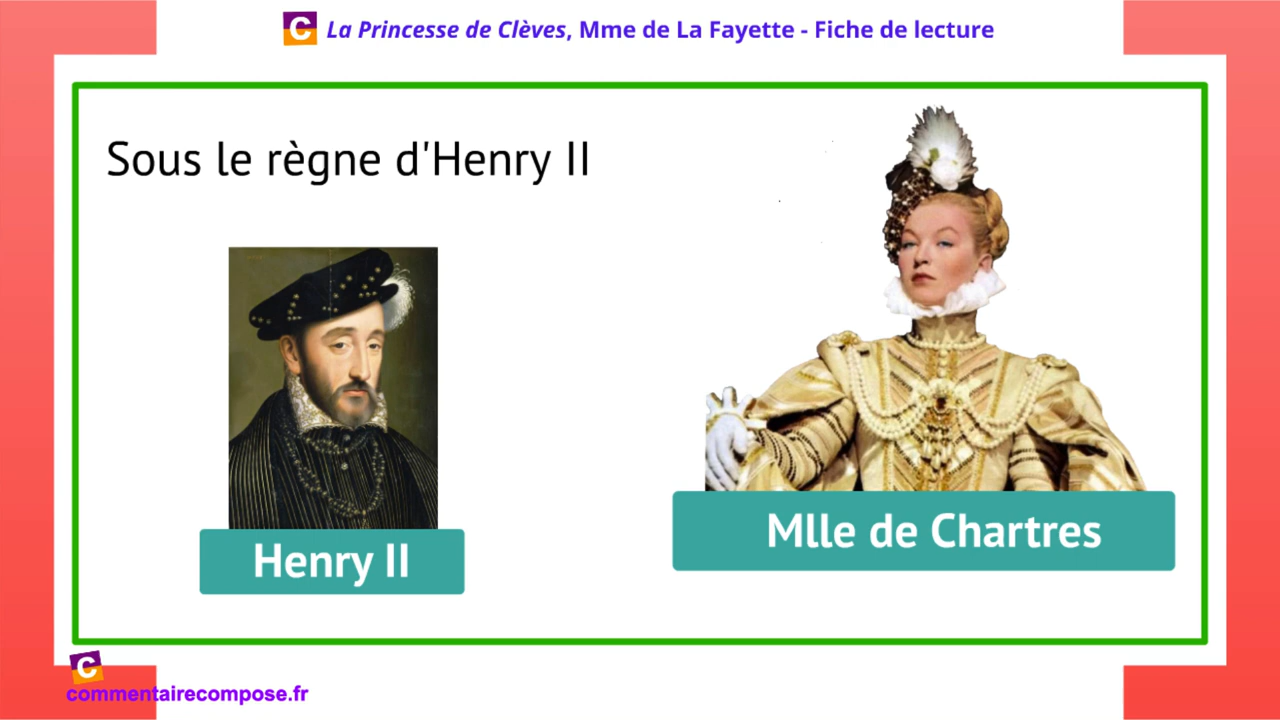 C La Princesse de Clèves, Mme de La Fayette - Fiche de lecture
Sous le règne d'Henry II
Henry II
Mlle de Chartres
C
commentairecompose.fr